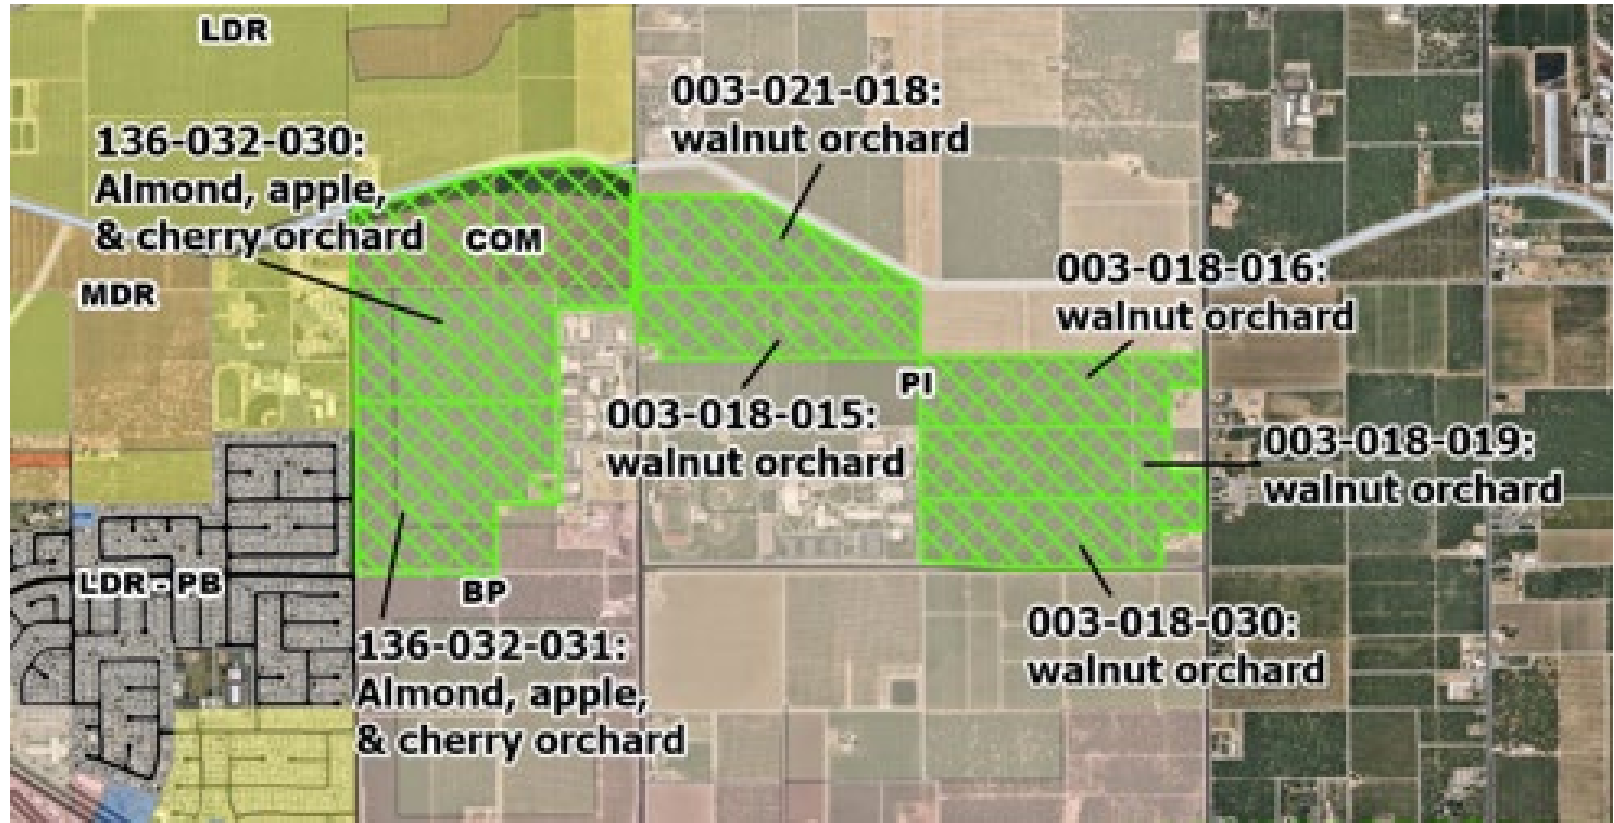 LDR
003-021-018:
walnut orchard
136-032-030:
Almond, apple,
& cherry orchard
COM
MDR
003-018-016:
walnut orchard
PI
003-018-015:
walnut orchard
003-018-019:
walnut orchard
LDR - PB
BP
003-018-030:
walnut orchard
136-032-031:
Almond, apple,
& cherry orchard